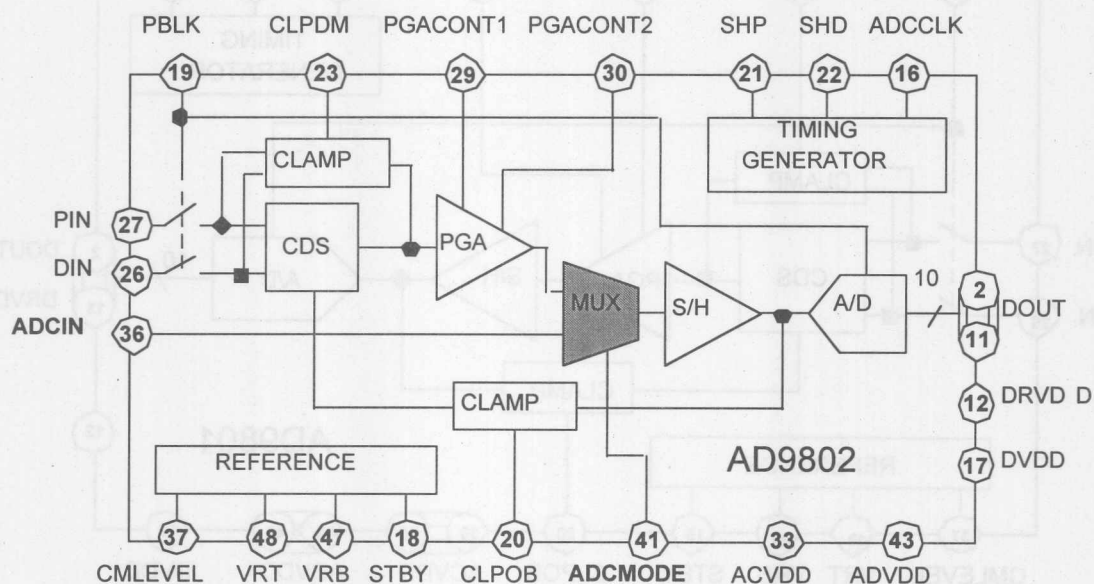 PBLK CLPDM PGACONT1 PGACONT2 SHP SHD ADCCLK
19 23 29 30 21 22 16
TIMING
GENERATOR
CLAMP
PIN 27
CDS
PGA
DIN 26
MUX
S/H
A/D
10
2
DOUT
ADCIN
36
11
CLAMP
12 DRVD D
REFERENCE
AD9802
17 DVDD
37 48 47 18 20 41 33 43
CMLEVEL VRT VRB STBY CLPOB ADCMODE ACVDD ADVDD